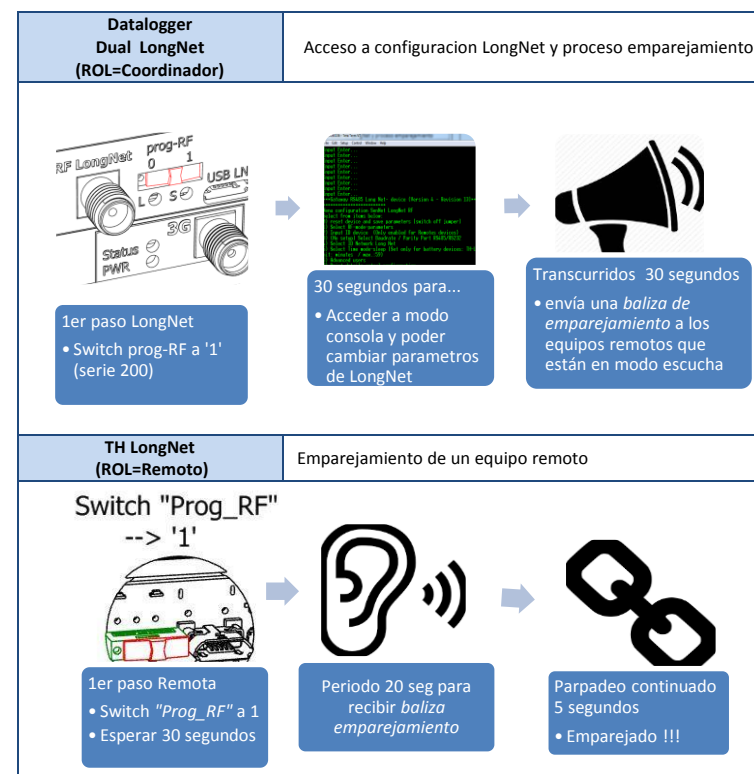 Datalogger
Dual LongNet
(ROL=Coordinador)
Acceso a configuracion LongNet y proceso emparejamiento
RF LongNet
prog-RF
0 1
USB LN
L S
3G
Status
PWR
1er paso LongNet
• Switch prog-RF a '1'
(serie 200)
30 segundos para...
• Acceder a modo
consola y poder
cambiar parametros
de LongNet
Transcurridos 30 segundos
• envía una baliza de
emparejamiento a los
equipos remotos que
están en modo escucha
TH LongNet
(ROL=Remoto)
Emparejamiento de un equipo remoto
Switch "Prog_RF"
--> '1'
1er paso Remota
• Switch "Prog_RF" a 1
• Esperar 30 segundos
Periodo 20 seg para
recibir baliza
emparejamiento
Parpadeo continuado
5 segundos
• Emparejado !!!